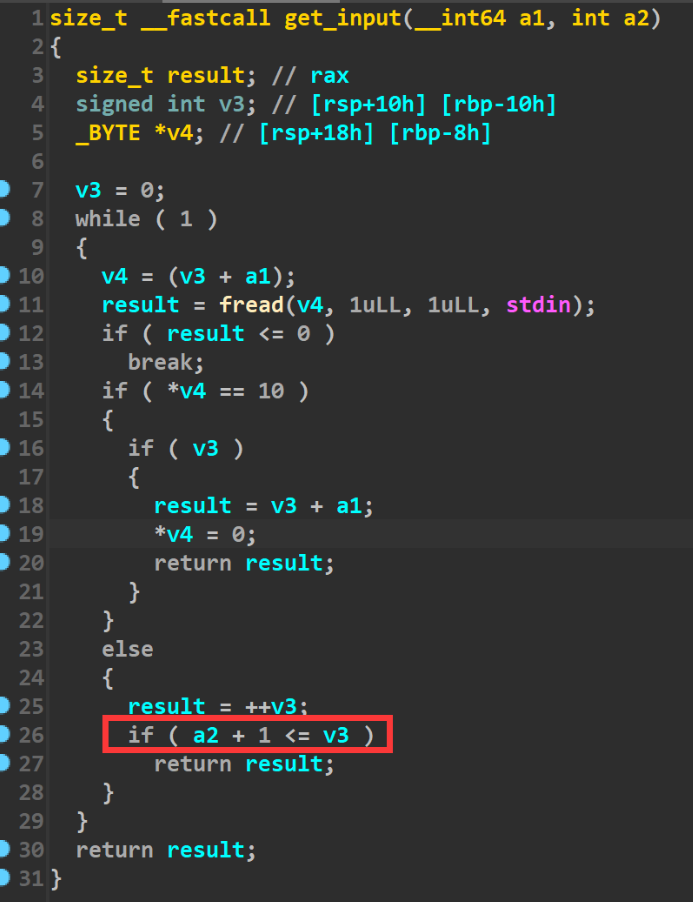 1 size_t __fastcall get_input(__int64 a1, int a2)
2 {
3 size_t result; // rax
4 signed int v3; // [rsp+10h] [rbp-10h]
5 _BYTE *v4; // [rsp+18h] [rbp-8h]
6
7 v3 = 0;
8 while ( 1 )
9 {
10 v4 = (v3 + a1);
11 result = fread(v4, 1uLL, 1uLL, stdin);
12 if ( result <= 0 )
13 break;
14 if ( *v4 == 10 )
15 {
16 if ( v3 )
17 {
18 result = v3 + a1;
19 *v4 = 0;
20 return result;
21 }
22 }
23 else
24 {
25 result = ++v3;
26 if ( a2 + 1 <= v3 )
27 return result;
28 }
29 }
30 return result;
31 }